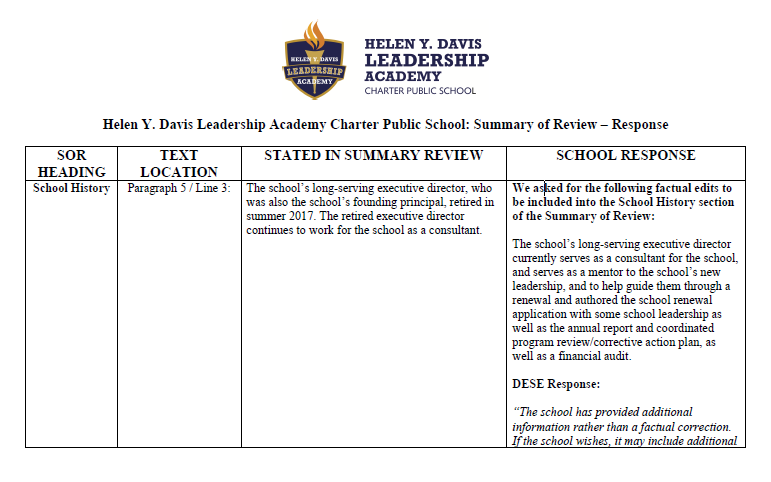 HELEN Y. DAVIS
LEADERSHIP
ACADEMY
HELEN Y. DAVIS
LEADERSHIP
ACADEMY
CHARTER PUBLIC SCHOOL
Helen Y. Davis Leadership Academy Charter Public School: Summary of Review – Response
SOR HEADING
TEXT LOCATION
STATED IN SUMMARY REVIEW
SCHOOL RESPONSE
School History
Paragraph 5 / Line 3:
The school’s long-serving executive director, who
was also the school’s founding principal, retired in
summer 2017. The retired executive director
continues to work for the school as a consultant.
We asked for the following factual edits to
be included into the School History section
of the Summary of Review:
The school’s long-serving executive director
currently serves as a consultant for the school,
and serves as a mentor to the school’s new
leadership, and to help guide them through a
renewal and authored the school renewal
application with some school leadership as
well as the annual report and coordinated
program review/corrective action plan, as
well as a financial audit.
DESE Response:
“The school has provided additional
information rather than a factual correction.
If the school wishes, it may include additional